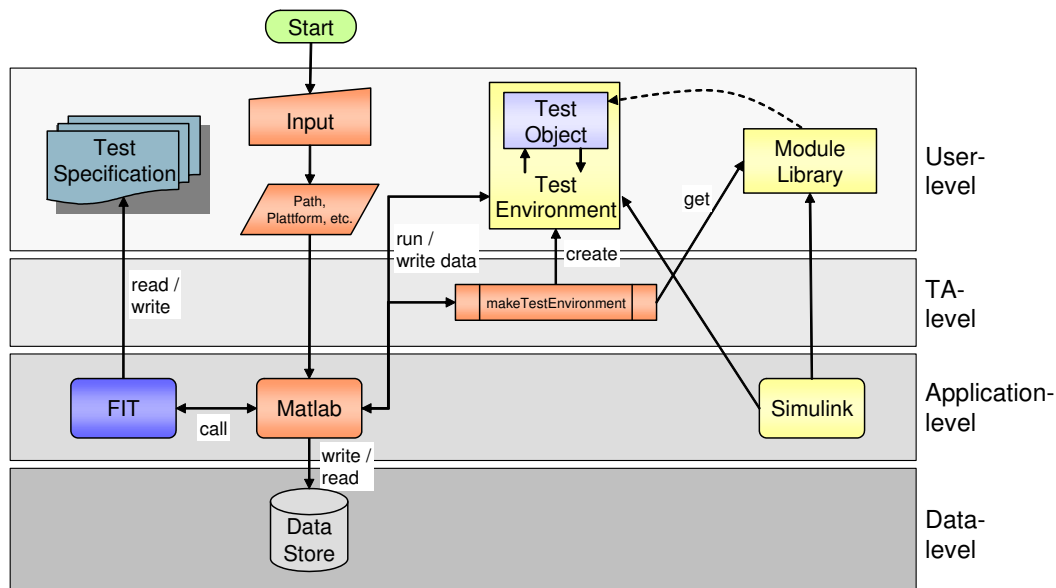 Start
Input
Test
Specification
Path,
Plattform, etc.
Test
Object
Test
Environment
Module
Library
User-
level
get
run /
write data
create
read /
write
makeTestEnvironment
TA-
level
FIT
call
Matlab
Simulink
Application-
level
write /
read
Data
Store
Data-
level